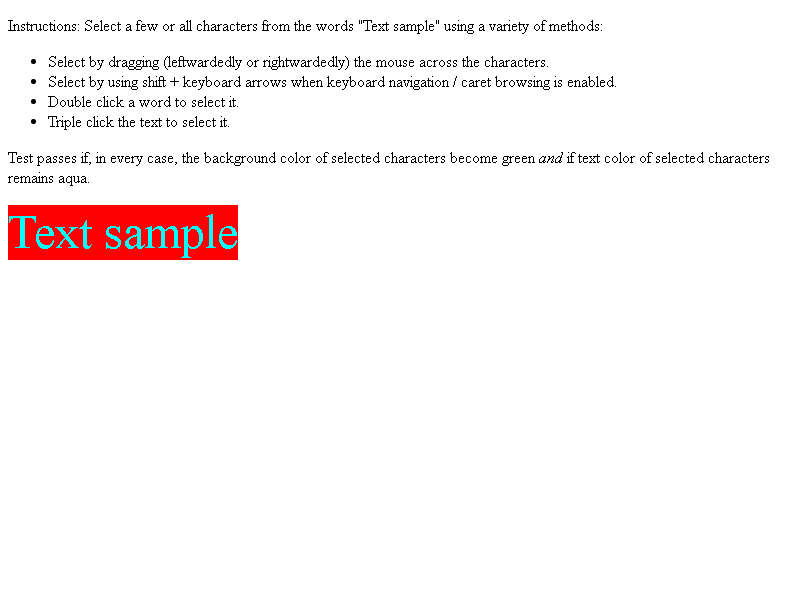 Instructions: Select a few or all characters from the words "Text sample" using a variety of methods:
Select by dragging (leftwardedly or rightwardedly) the mouse across the characters.
Select by using shift + keyboard arrows when keyboard navigation / caret browsing is enabled.
Double click a word to select it.
Triple click the text to select it.
Test passes if, in every case, the background color of selected characters become green and if text color of selected characters
remains aqua.
Text sample